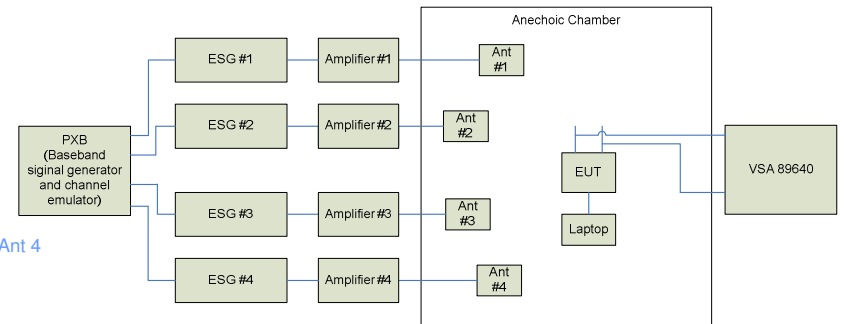 Anechoic Chamber
ESG #1
Amplifier #1
Ant
#1
ESG #2
Amplifier #2
Ant
#2
PXB
(Baseband
siginal generator
and channel
emulator)
EUT
VSA 89640
ESG #3
Amplifier #3
Ant
#3
Laptop
Ant 4
ESG #4
Amplifier #4
Ant
#4